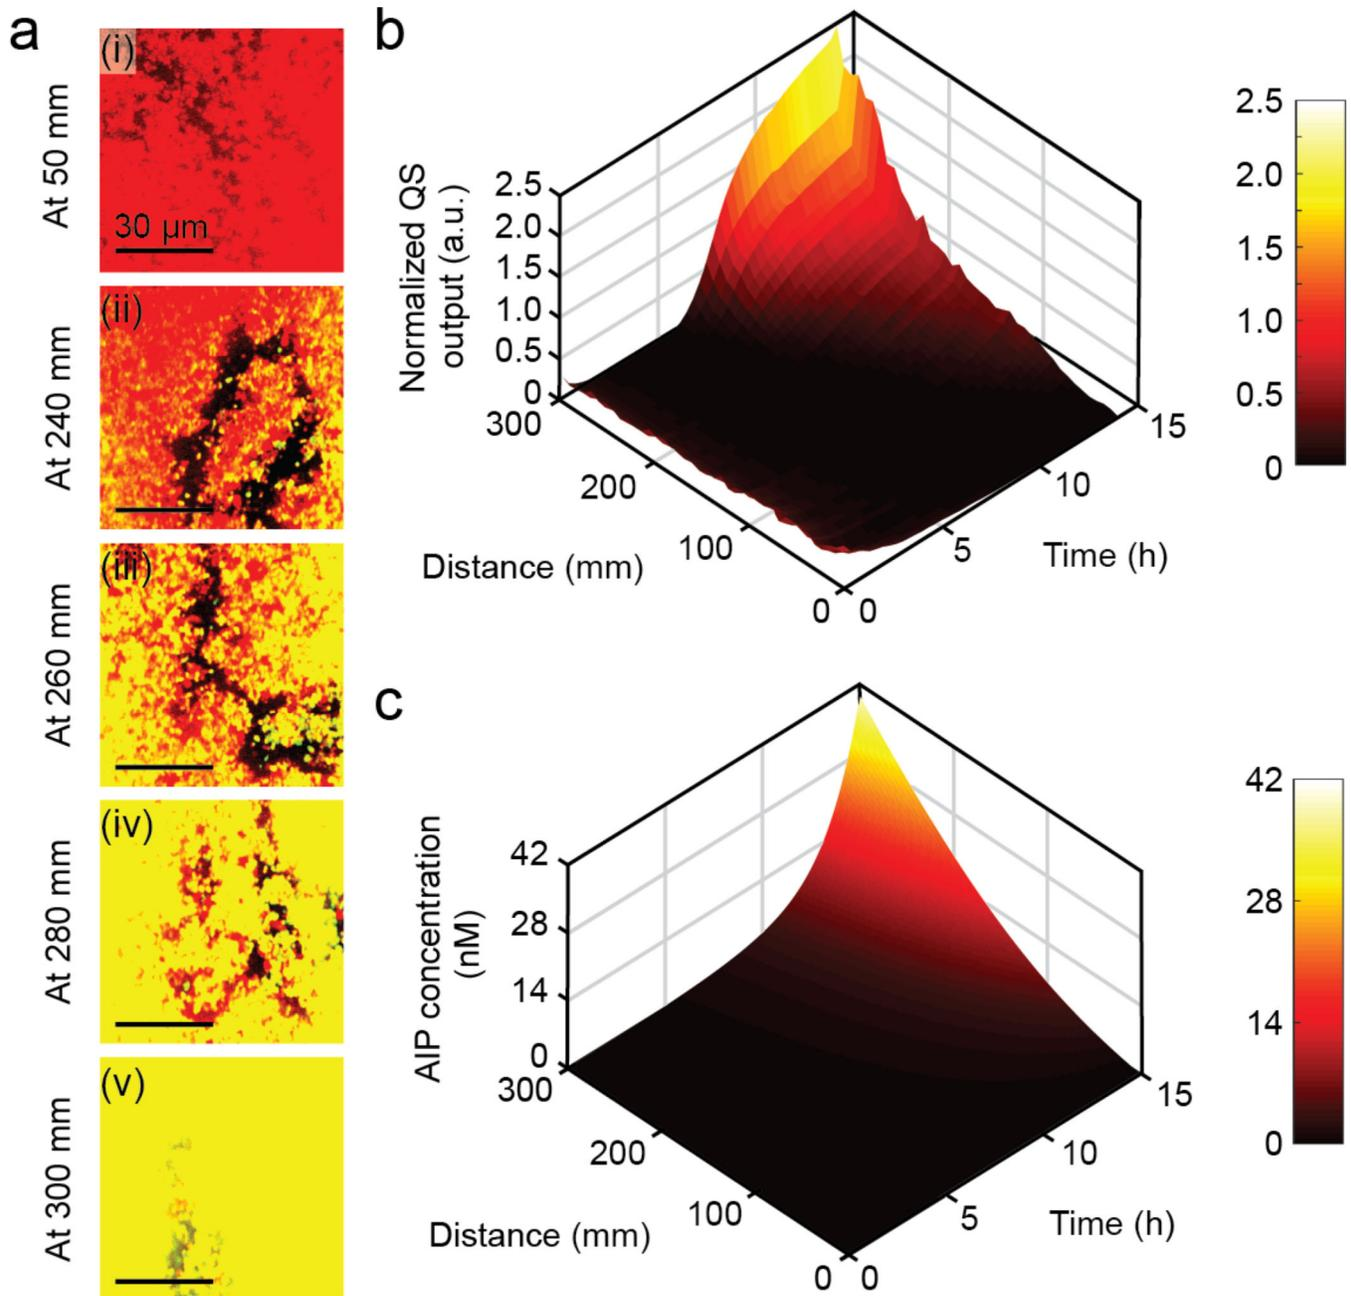 a
(i)
At 50 mm
30 µm
(ii)
At 240 mm
(iii)
At 260 mm
(iv)
At 280 mm
(v)
At 300 mm
b
Normalized QS
output (a.u.)
2.5
2.0
1.5
1.0
0.5
0
300
200
100
0
Distance (mm)
0
5
10
15
Time (h)
2.5
2.0
1.5
1.0
0.5
0
c
AIP concentration
(nM)
42
28
14
0
300
200
100
0
Distance (mm)
0
5
10
15
Time (h)
42
28
14
0